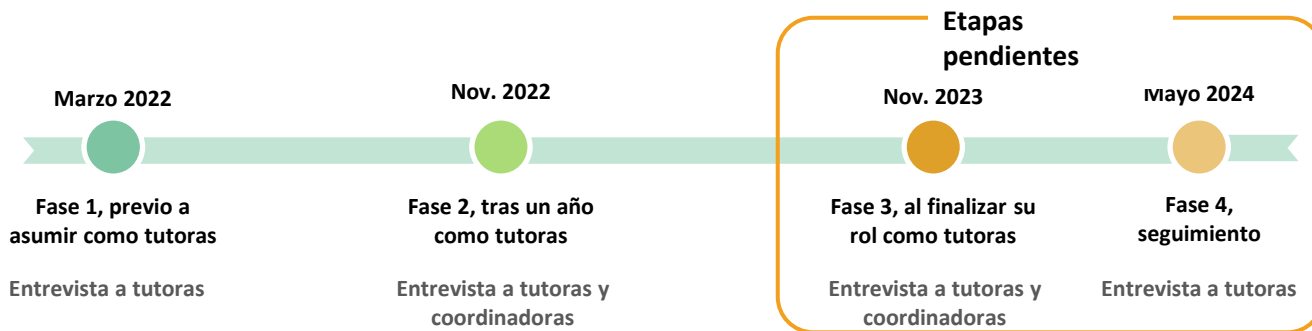 Etapas
pendientes
Marzo 2022
Nov. 2022
Nov. 2023
Mayo 2024
Fase 1, previo a
asumir como tutoras
Fase 2, tras un año
como tutoras
Fase 3, al finalizar su
rol como tutoras
Fase 4,
seguimiento
Entrevista a tutoras
Entrevista a tutoras y
coordinadoras
Entrevista a tutoras y
coordinadoras
Entrevista a tutoras